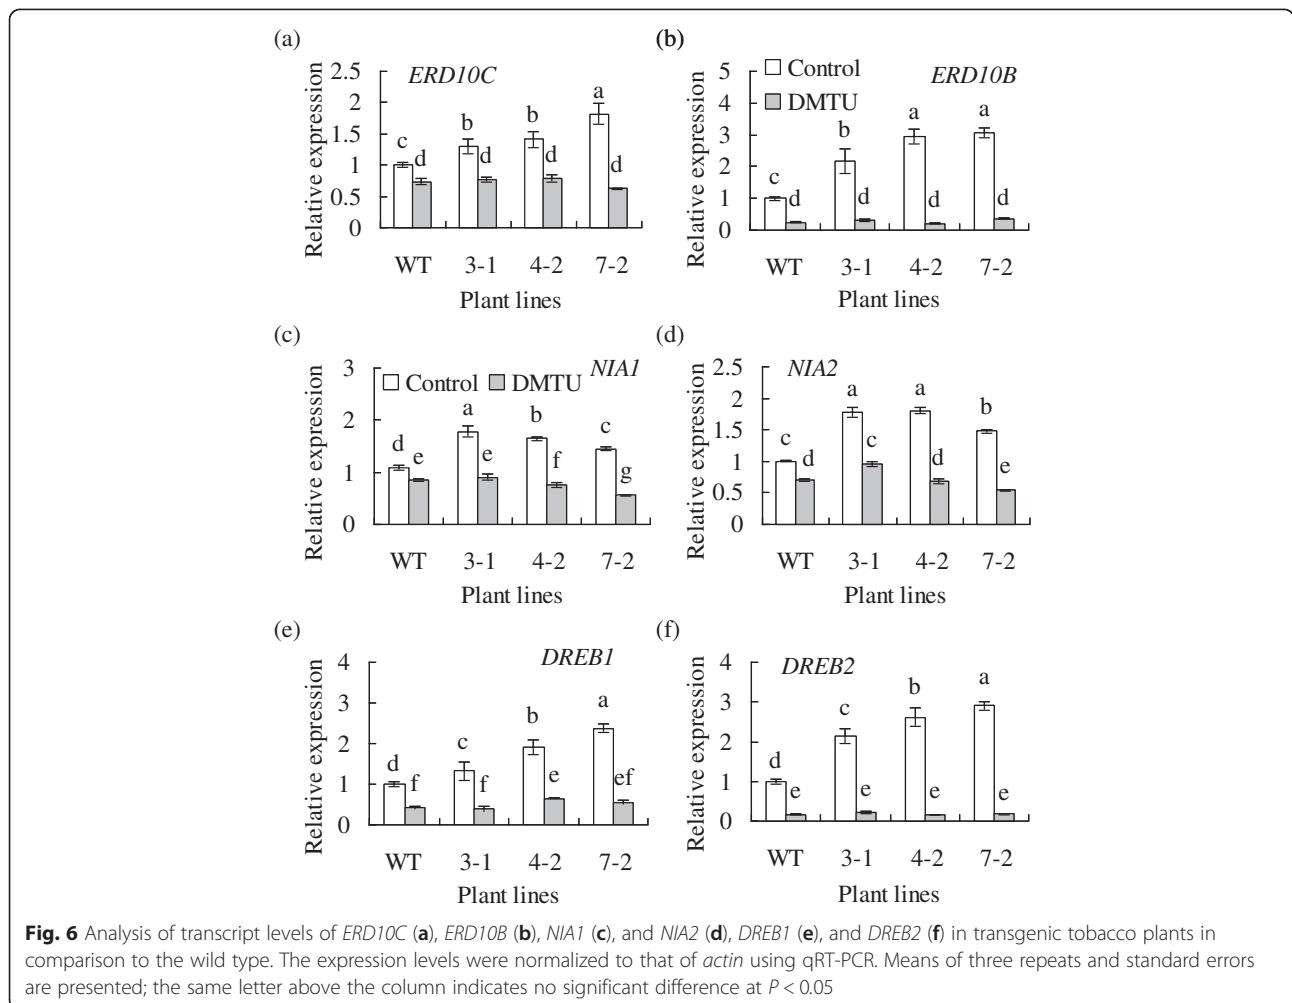 (a)
ERD10C
Relative expression
2.5
2
1.5
1
0.5
0
c d b d b d a d
WT 3-1 4-2 7-2
Plant lines
(b)
Control
DMTU
ERD10B
Relative expression
5
4
3
2
1
0
c d b d a d a d
WT 3-1 4-2 7-2
Plant lines
(c)
NIA1
Control DMTU
Relative expression
3
2
1
0
d e a e b f c g
WT 3-1 4-2 7-2
Plant lines
(d)
NIA2
Relative expression
2.5
2
1.5
1
0.5
0
c d a c a d b e
WT 3-1 4-2 7-2
Plant lines
(e)
DREB1
Relative expression
4
3
2
1
0
d f c f b e a ef
WT 3-1 4-2 7-2
Plant lines
(f)
DREB2
Relative expression
4
3
2
1
0
d e c e b e a e
WT 3-1 4-2 7-2
Plant lines
Fig. 6 Analysis of transcript levels of ERD10C (a), ERD10B (b), NIA1 (c), and NIA2 (d), DREB1 (e), and DREB2 (f) in transgenic tobacco plants in
comparison to the wild type. The expression levels were normalized to that of actin using qRT-PCR. Means of three repeats and standard errors
are presented; the same letter above the column indicates no significant difference at P < 0.05